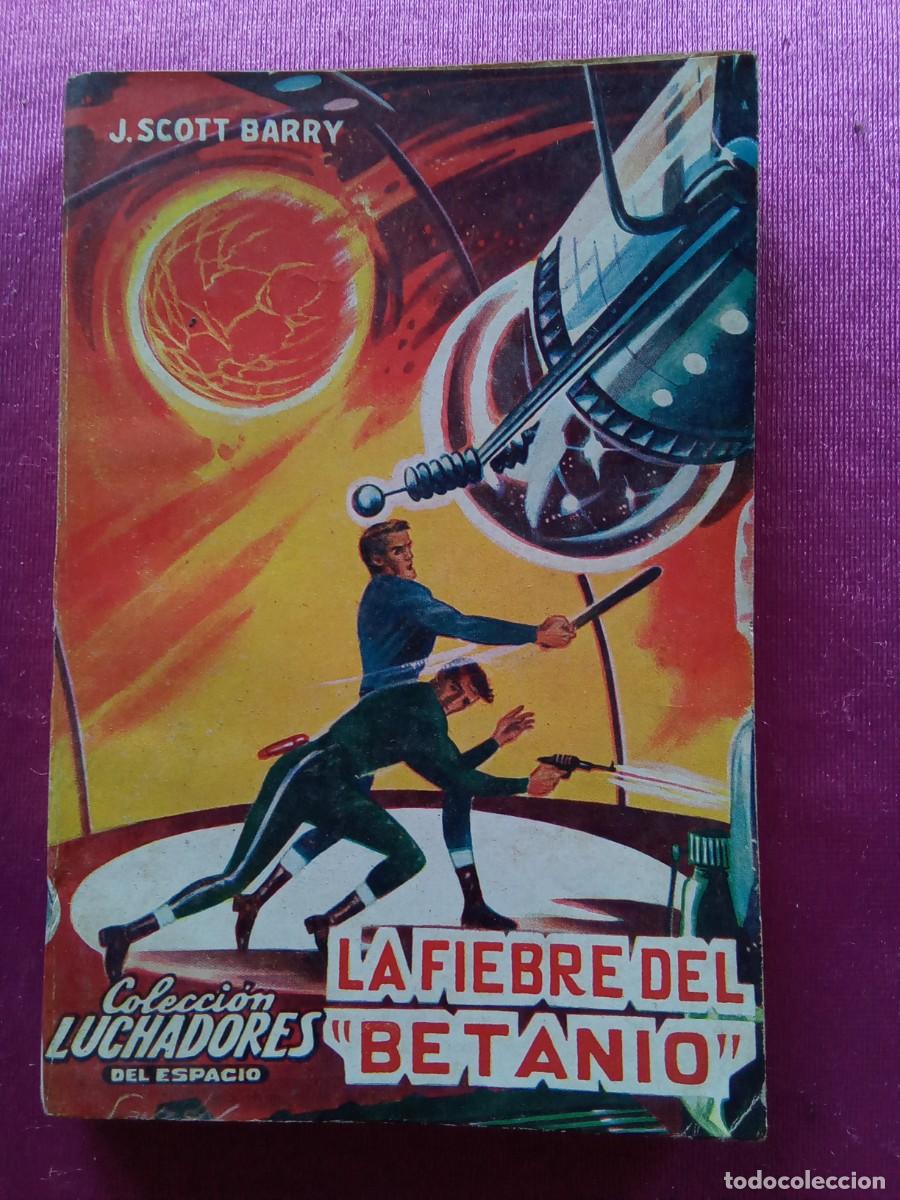 J. SCOTT BARRY
LA FIEBRE DEL
"BETANIO"
Colección
LUCHADORES
DEL ESPACIO
todocoleccion